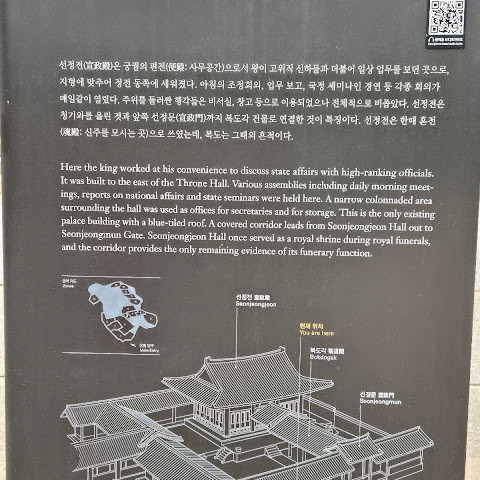 선정전(宣政殿)은 궁궐의 편전(便殿: 사무공간)으로서 왕이 고위직 신하들과 더불어 일상 업무를 보던 곳으로,
지형에 맞추어 정전 동쪽에 세워졌다. 아침의 조정회의, 업무 보고, 국정 세미나인 경연 등 각종 회의가
매일같이 열렸다. 주위를 둘러싼 행각들은 비서실, 창고 등으로 이용되었으나 전체적으로 비좁았다. 선정전은
청기와를 올린 것과 앞쪽 선정문(宣政門)까지 복도각 건물로 연결한 것이 특징이다. 선정전은 한때 혼전
(魂殿: 신주를 모시는 곳)으로 쓰였는데, 복도는 그때의 흔적이다.
Here the king worked at his convenience to discuss state affairs with high-ranking officials.
It was built to the east of the Throne Hall. Various assemblies including daily morning meet-
ings, reports on national affairs and state seminars were held here. A narrow colonnaded area
surrounding the hall was used as offices for secretaries and for storage. This is the only existing
palace building with a blue-tiled roof. A covered corridor leads from Seonjeongjeon Hall out to
Seonjeongmun Gate. Seonjeongjeon Hall once served as a royal shrine during royal funerals,
and the corridor provides the only remaining evidence of its funerary function.
권역 지도
Zones
Main Entry
선정전 宣政殿
Seonjeongjeon
현재 위치
You are here
복도각 複道閣
Bokdogak
선정문 宣政門
Seonjeongmun